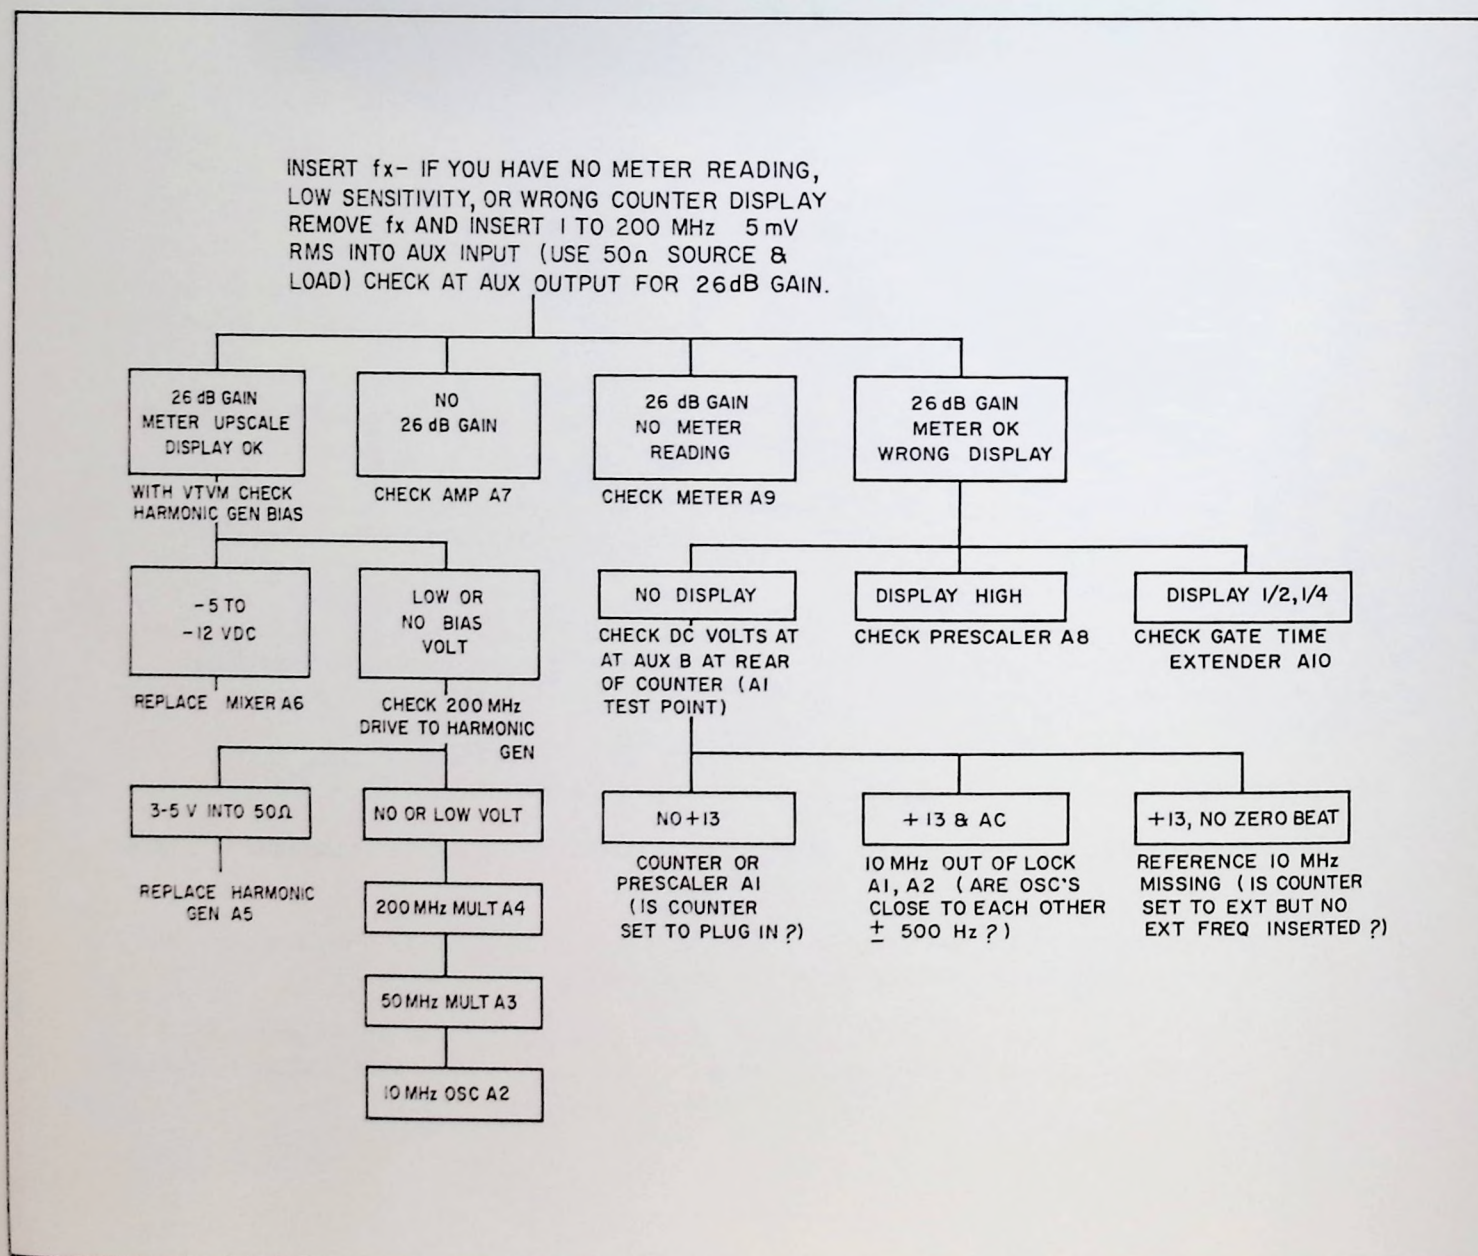 INSERT fx- IF YOU HAVE NO METER READING,
LOW SENSITIVITY, OR WRONG COUNTER DISPLAY
REMOVE fx AND INSERT 1 TO 200 MHz 5mV
RMS INTO AUX INPUT (USE 50Ω SOURCE &
LOAD) CHECK AT AUX OUTPUT FOR 26dB GAIN.
26 dB GAIN
METER UPSCALE
DISPLAY OK
WITH VTVM CHECK
HARMONIC GEN BIAS
NO
26 dB GAIN
CHECK AMP A7
26 dB GAIN
NO METER
READING
CHECK METER A9
26 dB GAIN
METER OK
WRONG DISPLAY
-5 TO
-12 VDC
REPLACE MIXER A6
LOW OR
NO BIAS
VOLT
CHECK 200 MHz
DRIVE TO HARMONIC
GEN
NO DISPLAY
CHECK DC VOLTS AT
AT AUX B AT REAR
OF COUNTER (A1
TEST POINT)
DISPLAY HIGH
CHECK PRESCALER A8
DISPLAY 1/2, 1/4
CHECK GATE TIME
EXTENDER A10
3-5 V INTO 50Ω
REPLACE HARMONIC
GEN A5
NO OR LOW VOLT
200 MHz MULT A4
50 MHz MULT A3
10 MHz OSC A2
NO +13
COUNTER OR
PRESCALER A1
(IS COUNTER
SET TO PLUG IN?)
+13 & AC
10 MHz OUT OF LOCK
A1, A2 (ARE OSC'S
CLOSE TO EACH OTHER
± 500 Hz?)
+13, NO ZERO BEAT
REFERENCE 10 MHz
MISSING (IS COUNTER
SET TO EXT BUT NO
EXT FREQ INSERTED?)